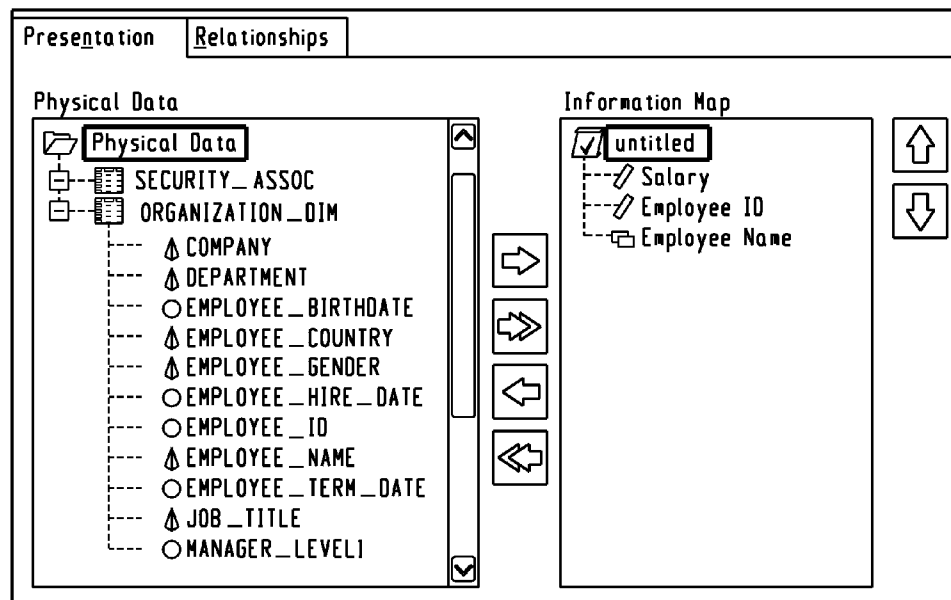 Presentation
Relationships
Physical Data
Physical Data
SECURITY_ASSOC
ORGANIZATION_DIM
COMPANY
DEPARTMENT
EMPLOYEE_BIRTHDATE
EMPLOYEE_COUNTRY
EMPLOYEE_GENDER
EMPLOYEE_HIRE_DATE
EMPLOYEE_ID
EMPLOYEE_NAME
EMPLOYEE_TERM_DATE
JOB_TITLE
MANAGER_LEVEL1
Information Map
untitled
Salary
Employee ID
Employee Name